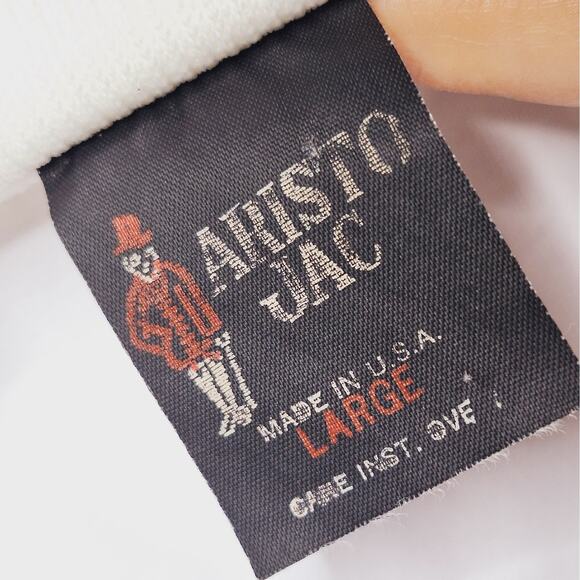 ARISTO
JAC
MADE IN U.S.A.
LARGE
CARE INST. OVE